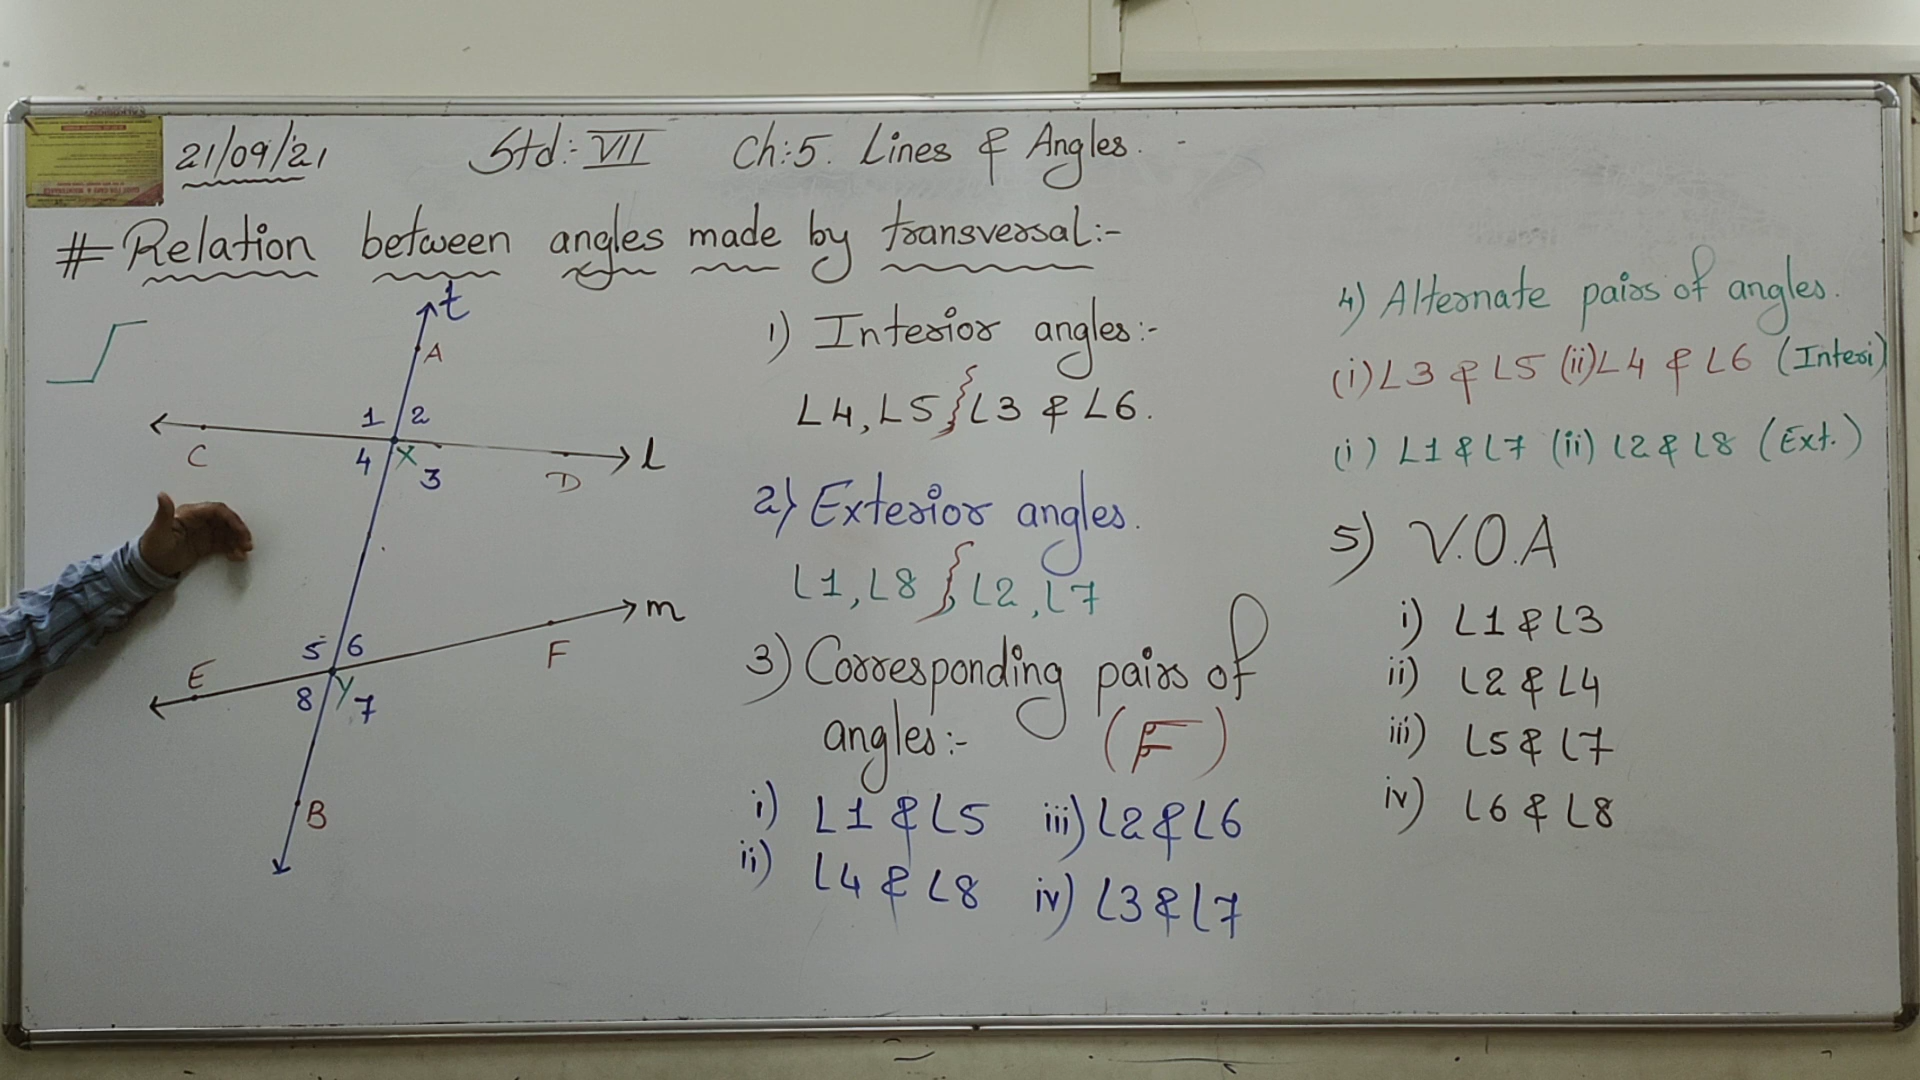 21/09/21 Std:- VII Ch:5. Lines & Angles.
# Relation between angles made by transversal:-
t
A
1 2
C 4 X 3 D l
5 6 F m
E 8 Y 7
B
1) Interior angles:-
∠4, ∠5 } ∠3 & ∠6.
2) Exterior angles.
∠1, ∠8 } ∠2, ∠7
3) Corresponding pairs of
angles:- (F)
i) ∠1 & ∠5 iii) ∠2 & ∠6
ii) ∠4 & ∠8 iv) ∠3 & ∠7
4) Alternate pairs of angles.
(i) ∠3 & ∠5 (ii) ∠4 & ∠6 (Interi)
(i) ∠1 & ∠7 (ii) ∠2 & ∠8 (Ext.)
5) V.O.A
i) ∠1 & ∠3
ii) ∠2 & ∠4
iii) ∠5 & ∠7
iv) ∠6 & ∠8